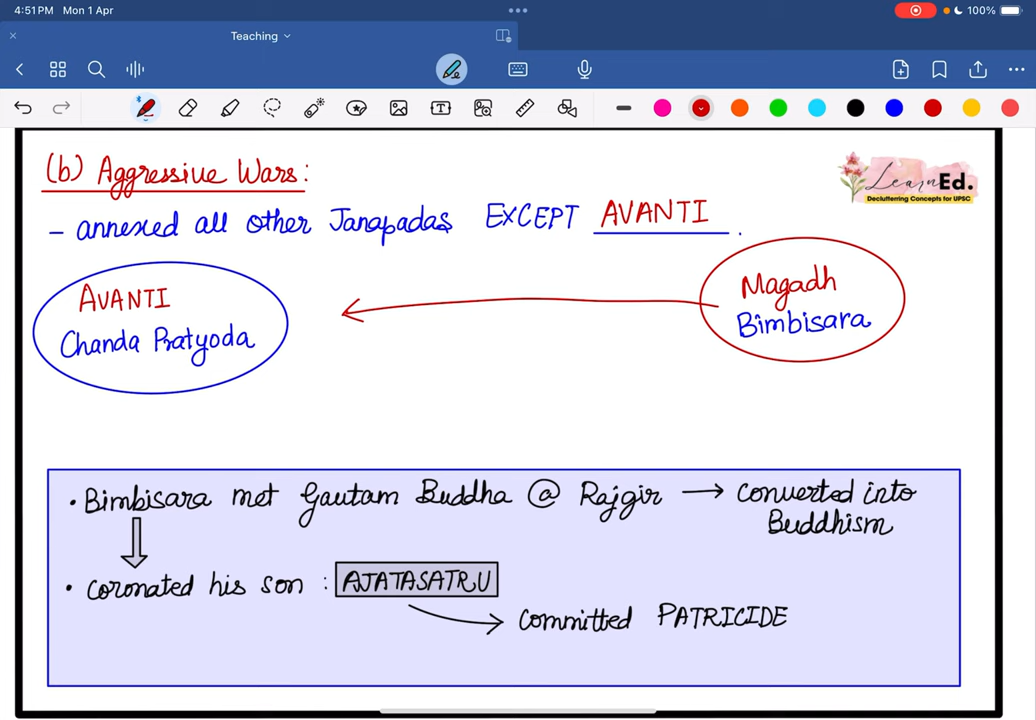 4:51 PM Mon 1 Apr
100%
Teaching
(b) Aggressive Wars:
- annexed all other Janapadas EXCEPT AVANTI.
LearnEd.
Decluttering Concepts for UPSC
AVANTI
Chanda Pratyoda
Magadh
Bimbisara
• Bimbisara met Gautam Buddha @ Rajgir → converted into
Buddhism
• coronated his son : AJATASATRU
committed PATRICIDE